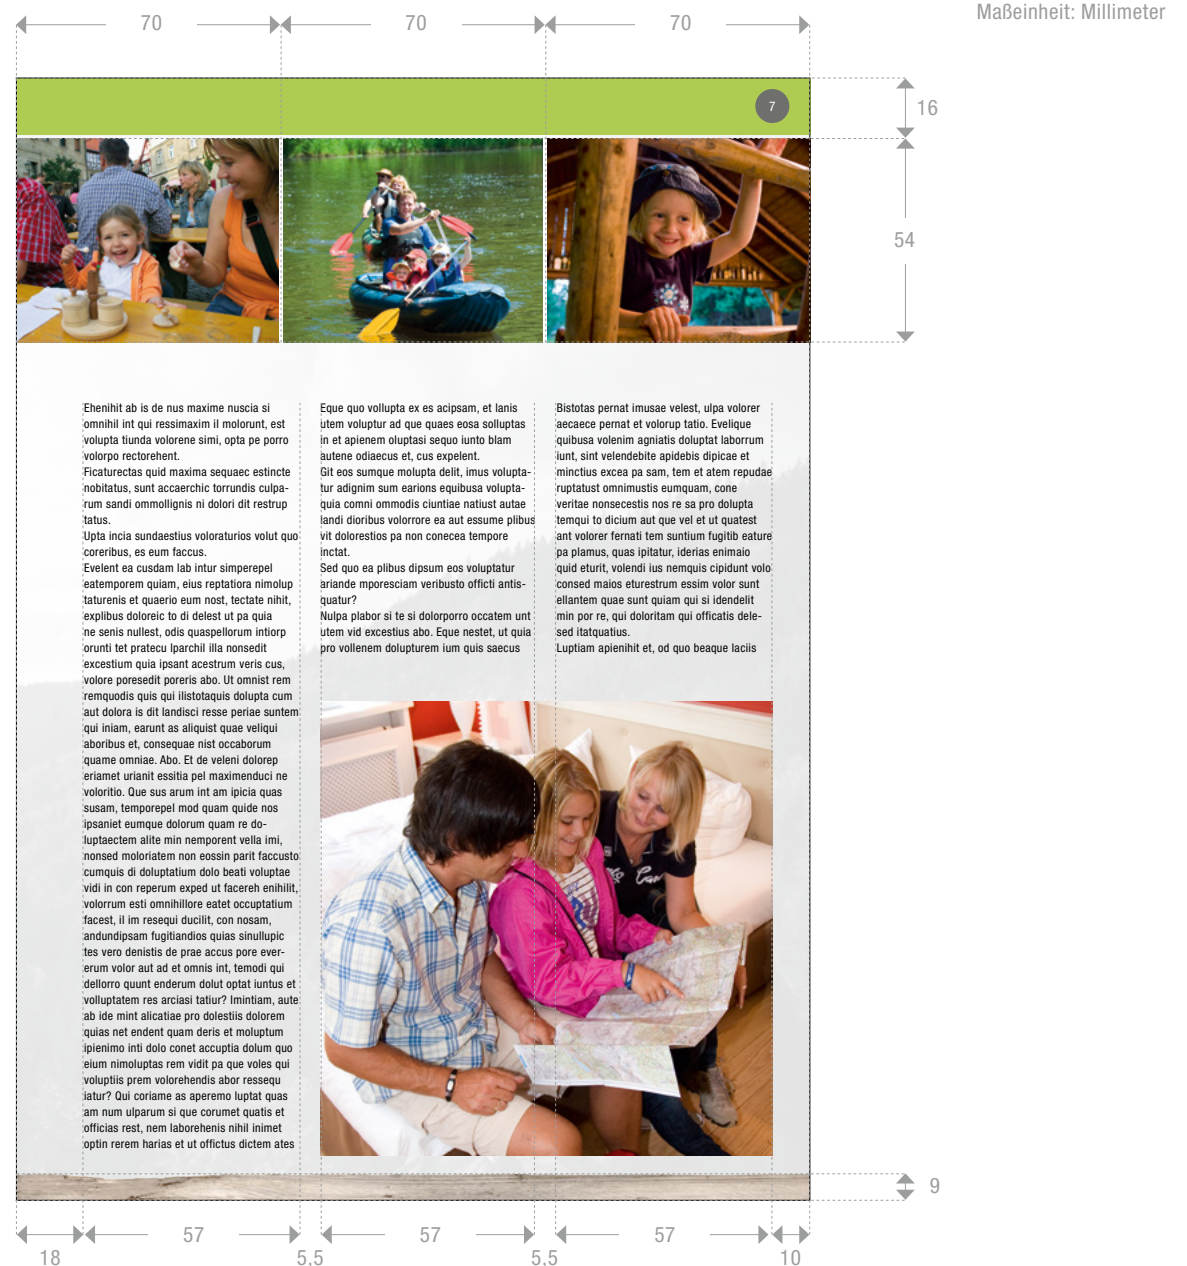 Maßeinheit: Millimeter
70
70
70
16
7
54
Ehenihit ab is de nus maxime nuscia si
omnihil int qui ressimaxim il molorunt, est
volupta tiunda volorene simi, opta pe porro
volorpo rectorehent.
Ficaturectas quid maxima sequaec estincte
nobitatus, sunt accaerchic torrundis culpa-
rum sandi ommollignis ni dolori dit restrup
tatus.
Upta incia sundaestius voloraturios volut quo
coreribus, es eum faccus.
Evelent ea cusdam lab intur simperepel
eatemporem quiam, eius reptatiora nimolup
taturenis et quaerio eum nost, tectate nihit,
explibus doloreic to di delest ut pa quia
ne senis nullest, odis quaspellorum intiorp
orunti tet pratecu lparchil illa nonsedit
excestium quia ipsant acestrum veris cus,
volore poresedit poreris abo. Ut omnist rem
remquodis quis qui ilistotaquis dolupta cum
aut dolora is dit landisci resse periae suntem
qui iniam, earunt as aliquist quae veliqui
aboribus et, consequae nist occaborum
quame omniae. Abo. Et de veleni dolorep
eriamet urianit essitia pel maximenduci ne
voloritio. Que sus arum int am ipicia quas
susam, temporepel mod quam quide nos
ipsaniet eumque dolorum quam re do-
luptaectem alite min nemporent vella imi,
nonsed moloriatem non eossin parit faccusto
cumquis di doluptatium dolo beati voluptae
vidi in con reperum exped ut facereh enihilit,
volorrum esti omnihillore eatet occuptatium
facest, il im resequi ducilit, con nosam,
andundipsam fugitiandios quias sinullupic
tes vero denistis de prae accus pore ever-
erum volor aut ad et omnis int, temodi qui
dellorro quunt enderum dolut optat iuntus et
volluptatem res arciasi tatiur? Imintiam, aute
ab ide mint alicatiae pro dolestiis dolorem
quias net endent quam deris et moluptum
ipienimo inti dolo conet accuptia dolum quo
eium nimoluptas rem vidit pa que voles qui
voluptiis prem volorehendis abor ressequ
iatur? Qui coriame as aperemo luptat quas
am num ulparum si que corumet quatis et
officias rest, nem laborehenis nihil inimet
optin rerem harias et ut offictus dictem ates
Eque quo vollupta ex es acipsam, et lanis
utem voluptur ad que quaes eosa solluptas
in et apienem oluptasi sequo iunto blam
autene odiaecus et, cus expelent.
Git eos sumque molupta delit, imus volupta-
tur adignim sum earions equibusa volupta-
quia comni ommodis ciuntiae natiust autae
landi dioribus volorrore ea aut essume plibus
vit dolorestios pa non conecea tempore
inctat.
Sed quo ea plibus dipsum eos voluptatur
ariande mporesciam veribusto officti antis-
quatur?
Nulpa plabor si te si dolorporro occatem unt
utem vid excestius abo. Eque nestet, ut quia
pro vollenem dolupturem ium quis saecus
Bistotas pernat imusae velest, ulpa volorer
aecaece pernat et volorup tatio. Evelique
quibusa volenim agniatis doluptat laborrum
iunt, sint velendebite apidebis dipicae et
minctius excea pa sam, tem et atem repudae
ruptatust omnimustis eumquam, cone
veritae nonsecestis nos re sa pro dolupta
temqui to dicium aut que vel et ut quatest
ant volorer fernati tem suntium fugitib eature
pa plamus, quas ipitatur, iderias enimaio
quid eturit, volendi ius nemquis cipidunt volo
consed maios eturestrum essim volor sunt
ellantem quae sunt quiam qui si idendelit
min por re, qui doloritam qui officatis dele-
sed itatquatius.
Luptiam apienihit et, od quo beaque laciis
9
18
57
5,5
57
5,5
57
10